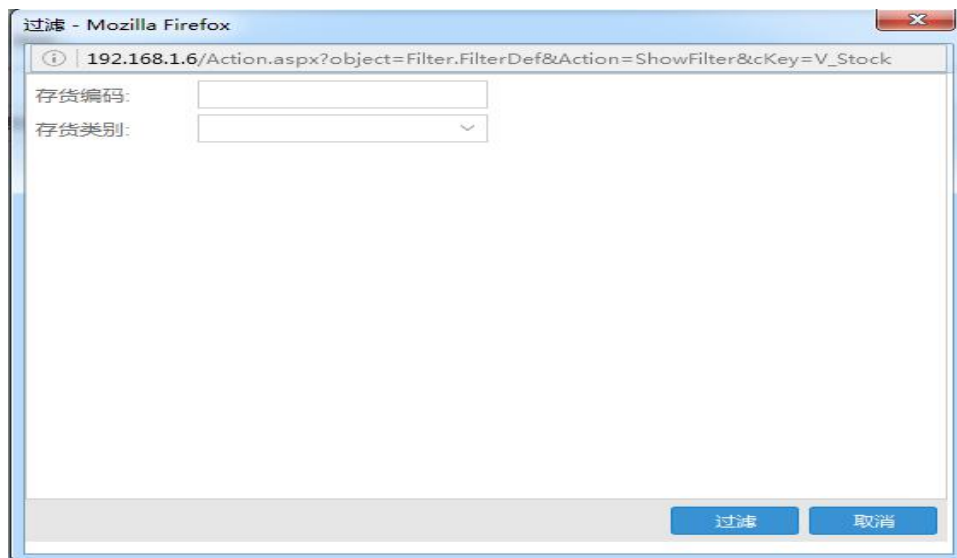 过滤 - Mozilla Firefox
192.168.1.6/Action.aspx?object=Filter.FilterDef&Action=ShowFilter&cKey=V_Stock
存货编码:
存货类别:
过滤 取消